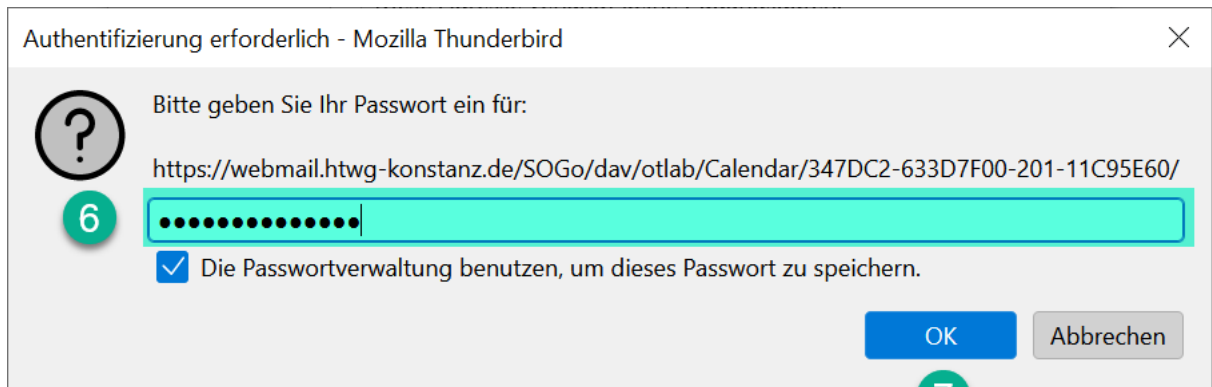 Authentifizierung erforderlich - Mozilla Thunderbird
Bitte geben Sie Ihr Passwort ein für:
https://webmail.htwg-konstanz.de/SOGo/dav/otlab/Calendar/347DC2-633D7F00-201-11C95E60/
6
••••••••••••••
Die Passwortverwaltung benutzen, um dieses Passwort zu speichern.
OK
Abbrechen